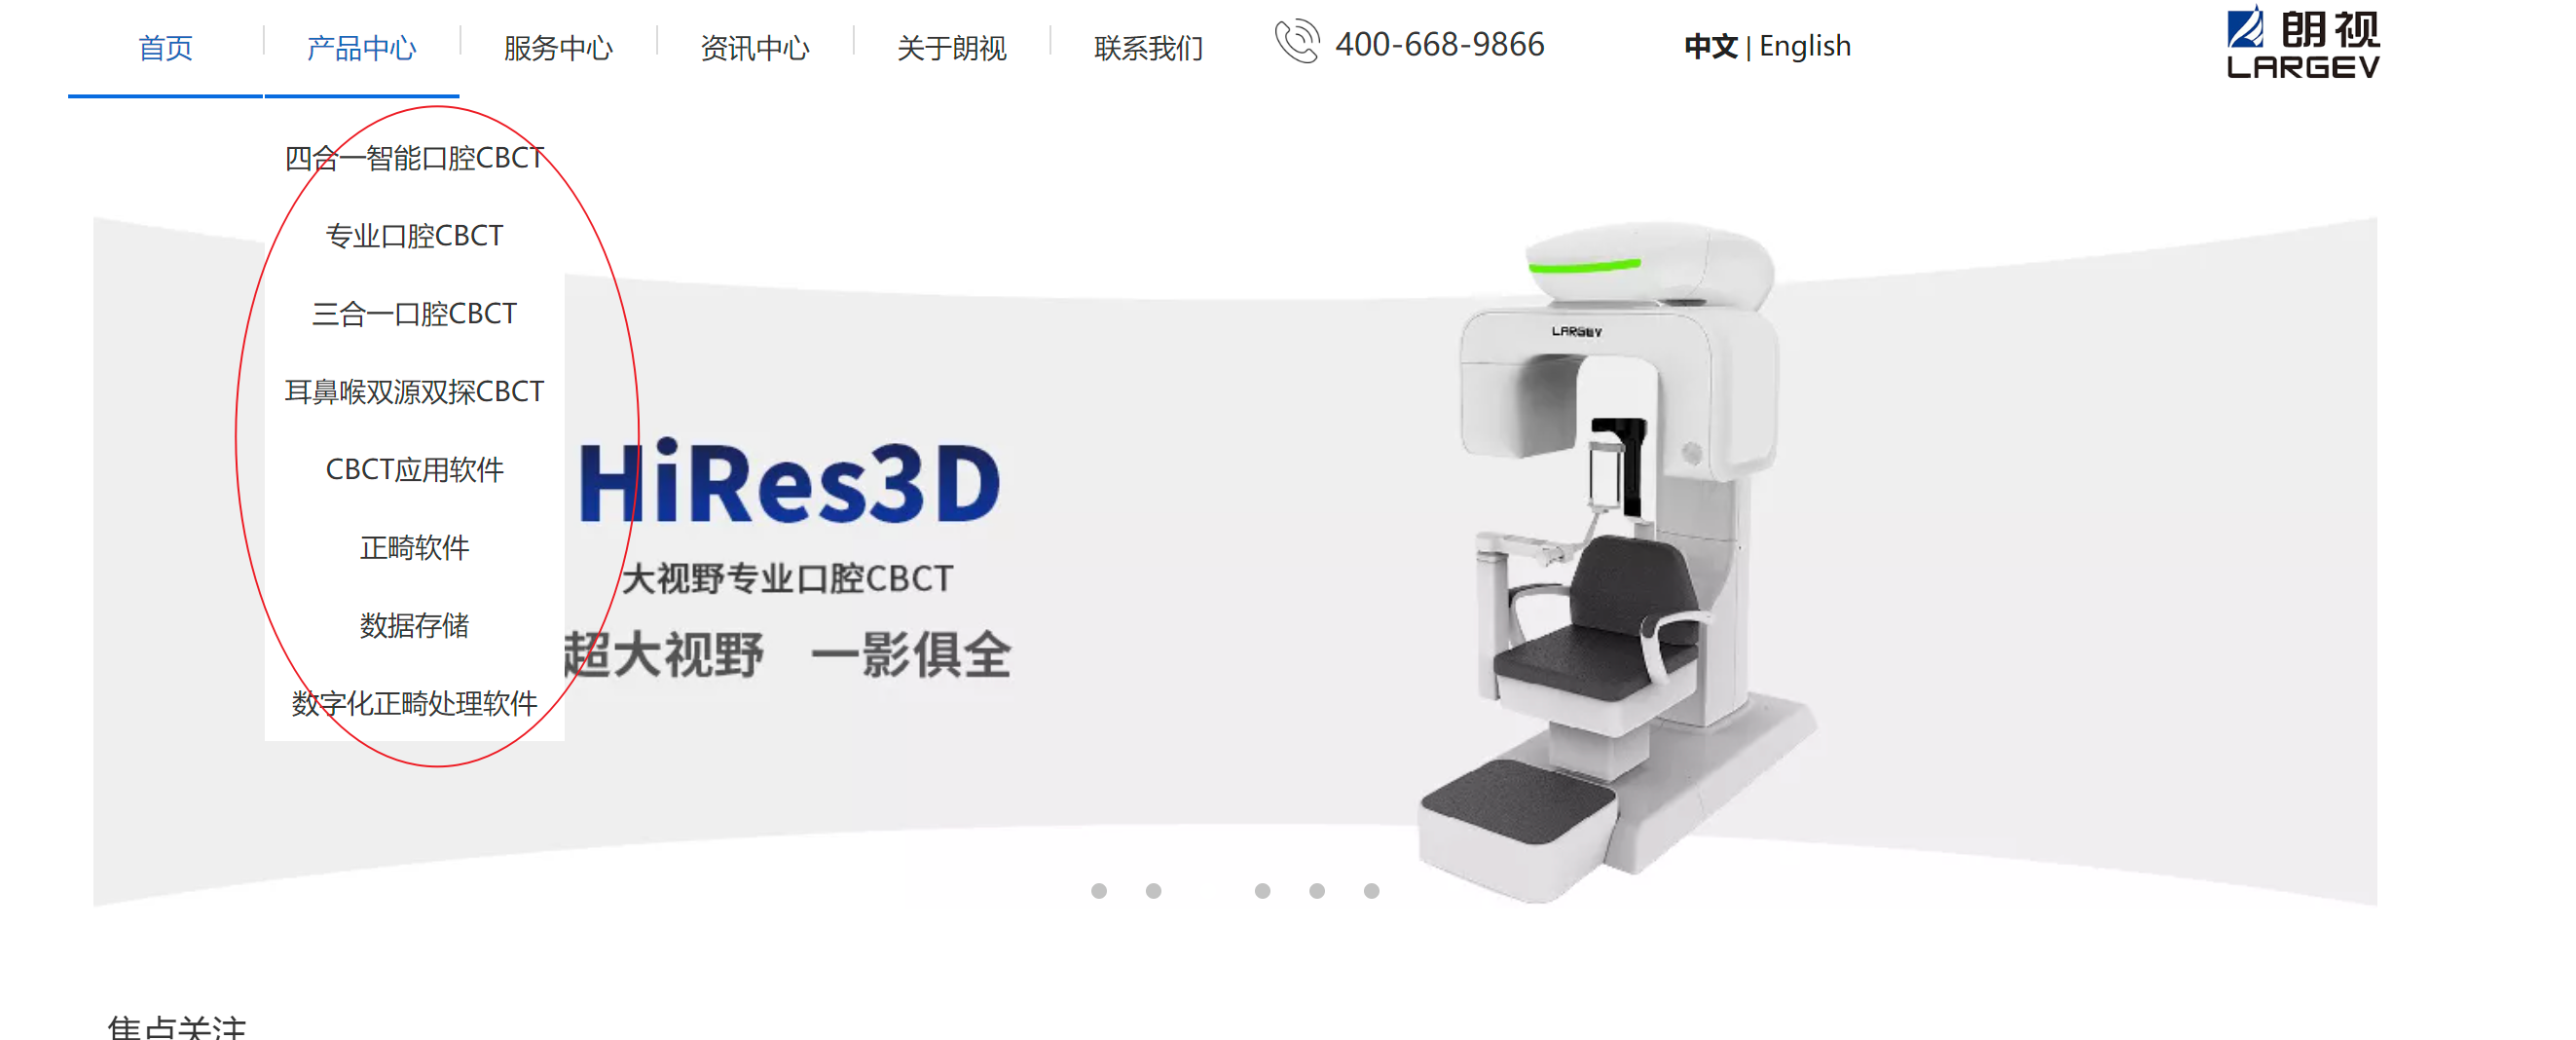 首页
产品中心
服务中心
资讯中心
关于朗视
联系我们
400-668-9866
中文 | English
朗视
LARGEV
四合一智能口腔CBCT
专业口腔CBCT
三合一口腔CBCT
耳鼻喉双源双探CBCT
CBCT应用软件
正畸软件
数据存储
数字化正畸处理软件
LARGEV
HiRes3D
大视野专业口腔CBCT
超大视野 一影俱全
焦点关注